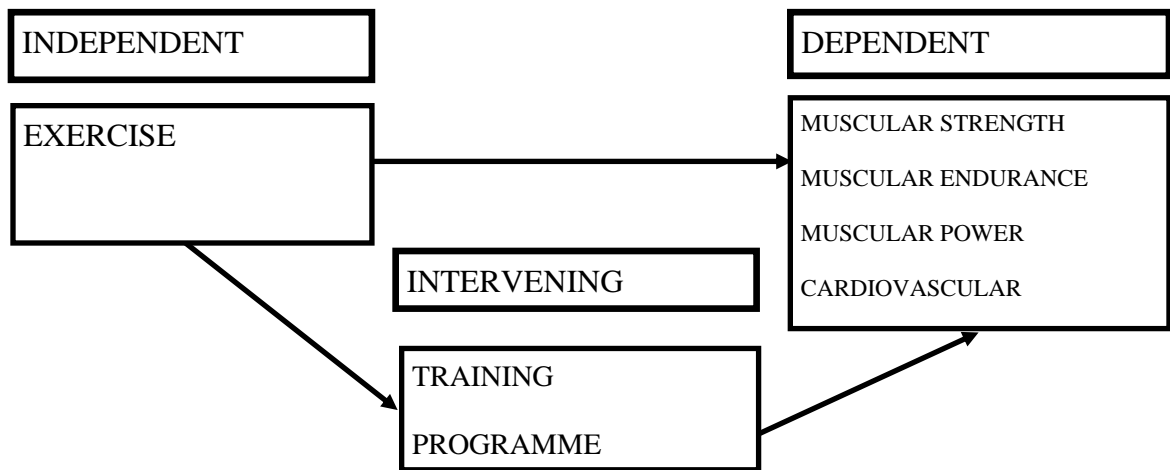 INDEPENDENT
EXERCISE
DEPENDENT
MUSCULAR STRENGTH
MUSCULAR ENDURANCE
MUSCULAR POWER
CARDIOVASCULAR
INTERVENING
TRAINING
PROGRAMME